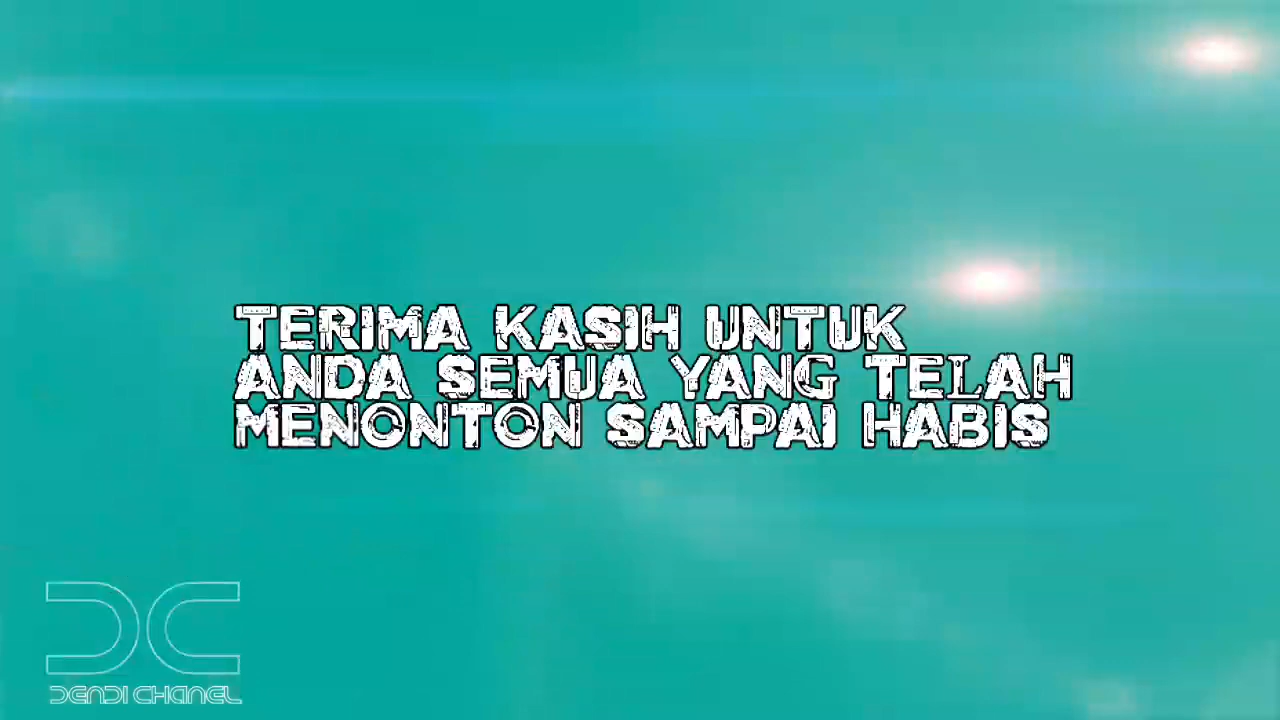 TERIMA KASIH UNTUK
ANDA SEMUA YANG TELAH
MENONTON SAMPAI HABIS
DC
DENDI CHANEL